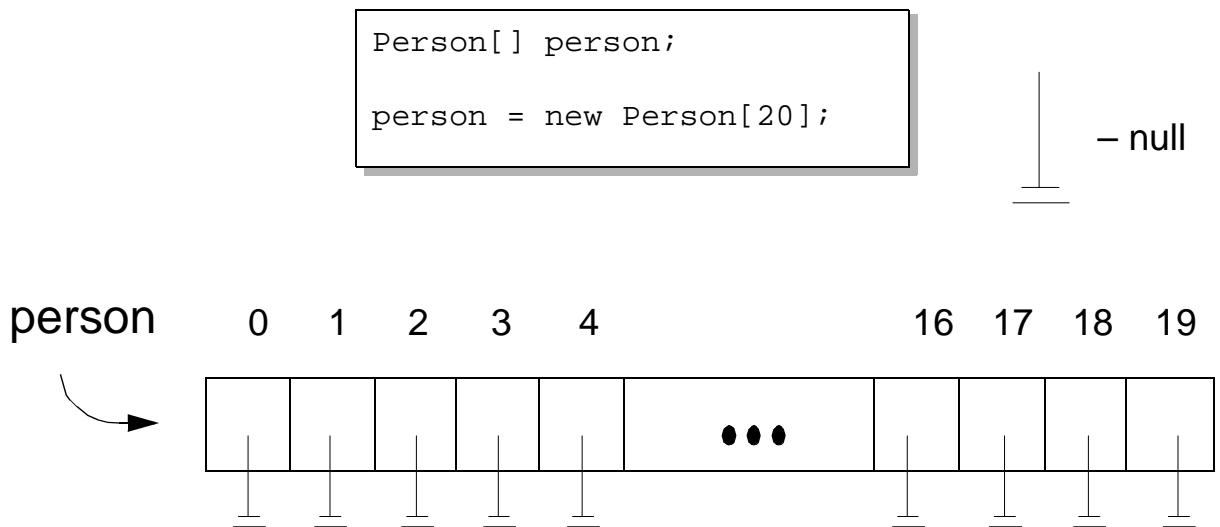 Person[] person;
person = new Person[20];
– null
person 0 1 2 3 4 16 17 18 19